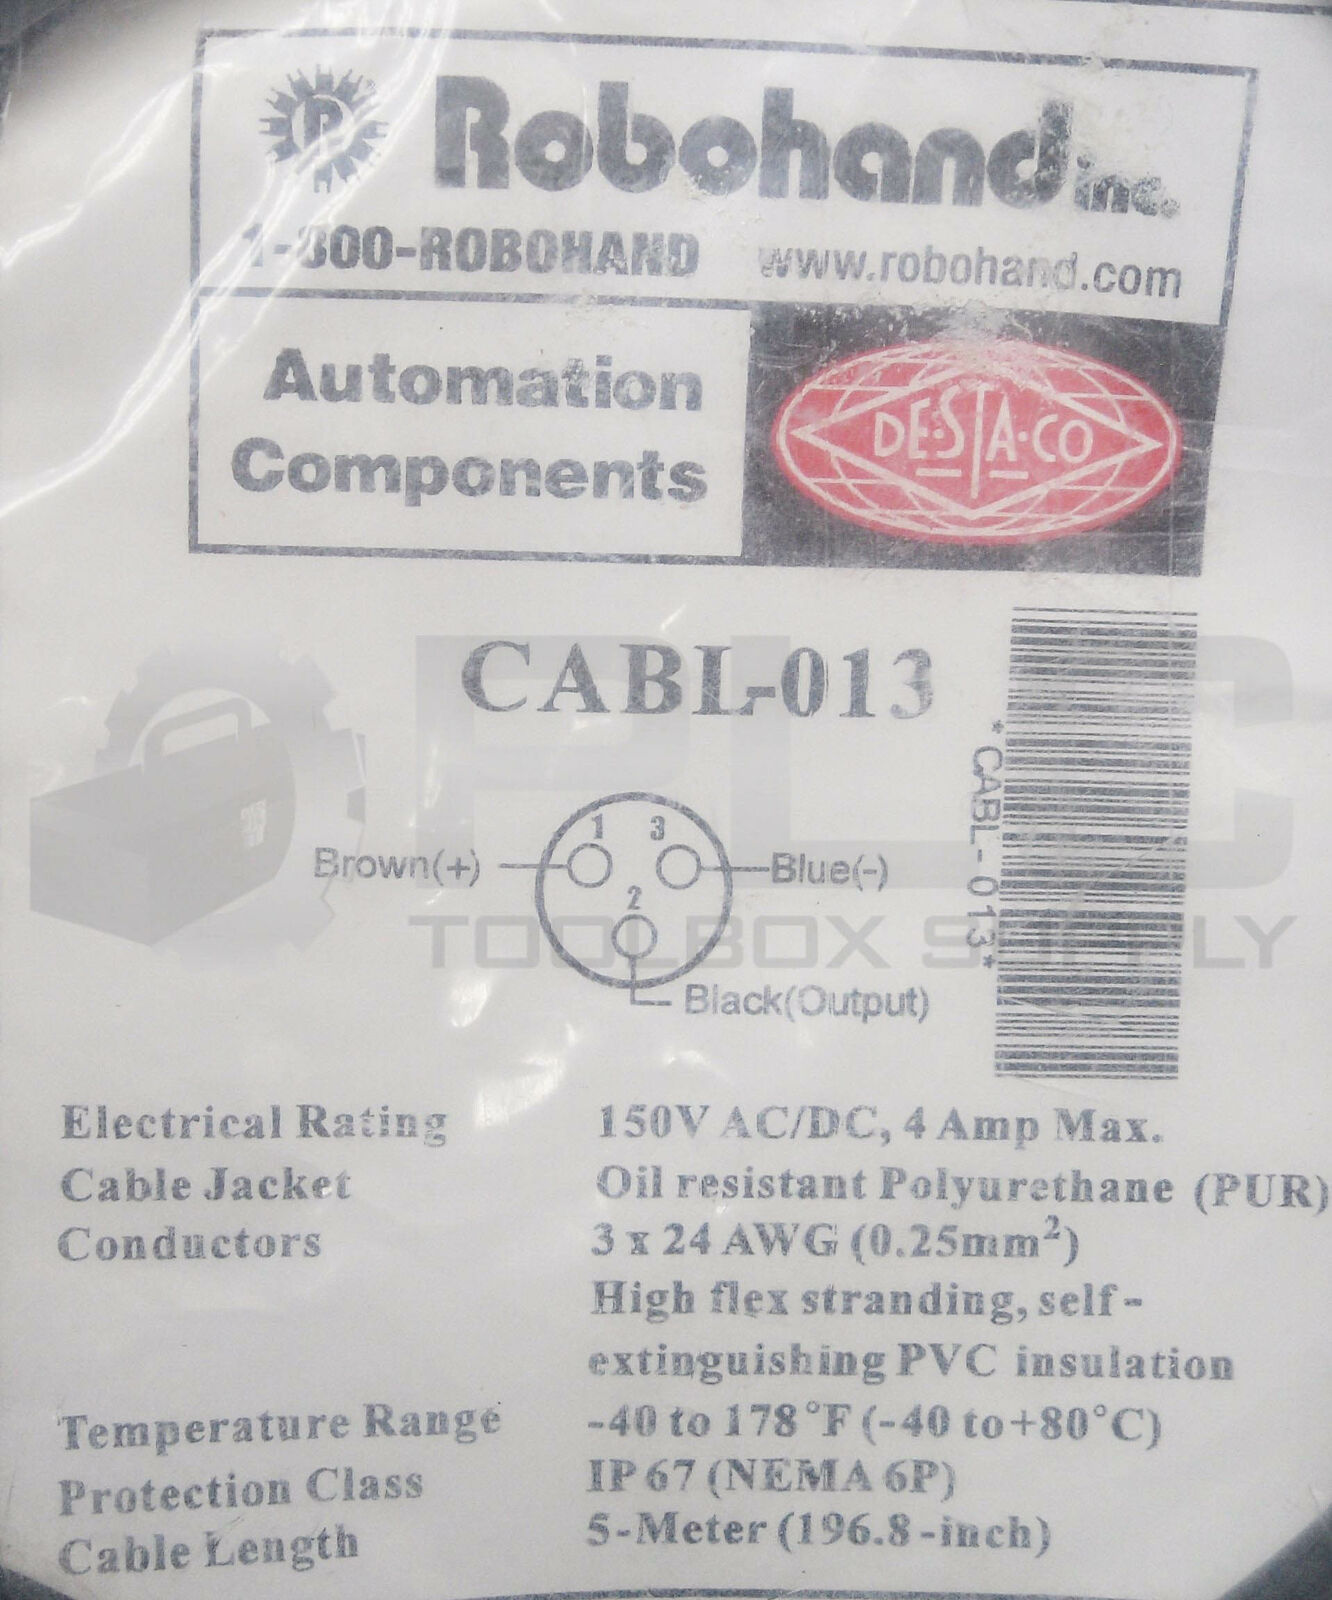 R
Robohand inc.
1-800-ROBOHAND www.robohand.com
Automation
Components
DE·STA·CO
CABL-013
*CABL-013*
1 3
Brown(+) Blue(-)
2
Black(Output)
PLC
TOOLBOX SUPPLY
Electrical Rating 150V AC/DC, 4 Amp Max.
Cable Jacket Oil resistant Polyurethane (PUR)
Conductors 3 x 24 AWG (0.25mm²)
High flex stranding, self-
extinguishing PVC insulation
Temperature Range -40 to 178°F (-40 to+80°C)
Protection Class IP 67 (NEMA 6P)
Cable Length 5-Meter (196.8-inch)